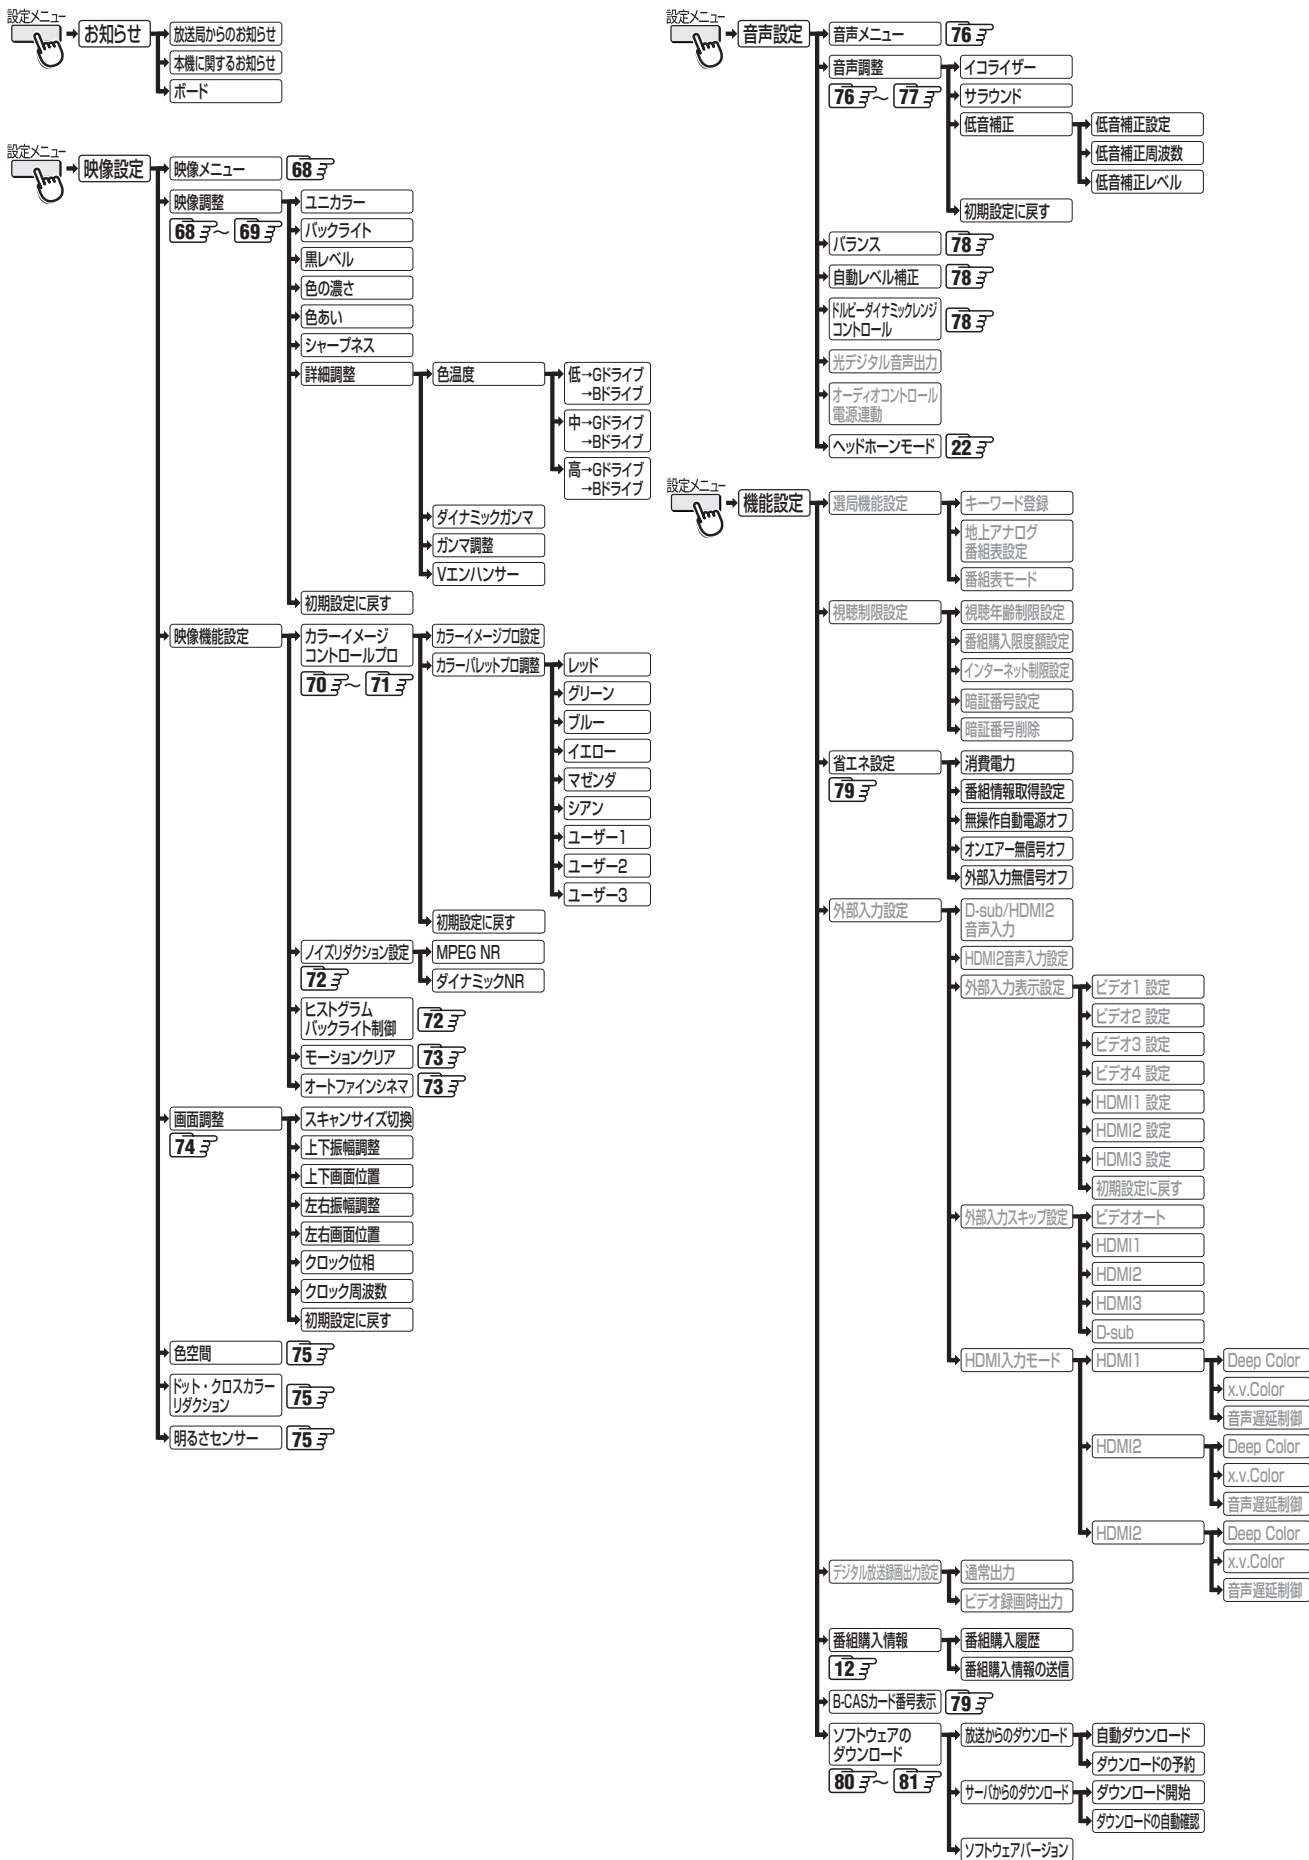 設定メニュー
お知らせ
放送局からのお知らせ
本機に関するお知らせ
ボード
設定メニュー
映像設定
映像メニュー
68
映像調整
68 ～ 69
ユニカラー
バックライト
黒レベル
色の濃さ
色あい
シャープネス
詳細調整
色温度
低→Gドライブ
→Bドライブ
中→Gドライブ
→Bドライブ
高→Gドライブ
→Bドライブ
ダイナミックガンマ
ガンマ調整
Vエンハンサー
初期設定に戻す
映像機能設定
カラーイメージ
コントロールプロ
70 ～ 71
カラーイメージプロ設定
カラーパレットプロ調整
レッド
グリーン
ブルー
イエロー
マゼンダ
シアン
ユーザー1
ユーザー2
ユーザー3
初期設定に戻す
ノイズリダクション設定
72
MPEG NR
ダイナミックNR
ヒストグラム
バックライト制御
72
モーションクリア
73
オートファインシネマ
73
画面調整
74
スキャンサイズ切換
上下振幅調整
上下画面位置
左右振幅調整
左右画面位置
クロック位相
クロック周波数
初期設定に戻す
色空間
75
ドット・クロスカラー
リダクション
75
明るさセンサー
75
設定メニュー
音声設定
音声メニュー
76
音声調整
76 ～ 77
イコライザー
サラウンド
低音補正
低音補正設定
低音補正周波数
低音補正レベル
初期設定に戻す
バランス
78
自動レベル補正
78
ドルビーダイナミックレンジ
コントロール
78
光デジタル音声出力
オーディオコントロール
電源連動
ヘッドホーンモード
22
設定メニュー
機能設定
選局機能設定
キーワード登録
地上アナログ
番組表設定
番組表モード
視聴制限設定
視聴年齢制限設定
番組購入限度額設定
インターネット制限設定
暗証番号設定
暗証番号削除
省エネ設定
79
消費電力
番組情報取得設定
無操作自動電源オフ
オンエアー無信号オフ
外部入力無信号オフ
外部入力設定
D-sub/HDMI2
音声入力
HDMI2音声入力設定
外部入力表示設定
ビデオ1 設定
ビデオ2 設定
ビデオ3 設定
ビデオ4 設定
HDMI1 設定
HDMI2 設定
HDMI3 設定
初期設定に戻す
外部入力スキップ設定
ビデオオート
HDMI1
HDMI2
HDMI3
D-sub
HDMI入力モード
HDMI1
Deep Color
x.v.Color
音声遅延制御
HDMI2
Deep Color
x.v.Color
音声遅延制御
HDMI2
Deep Color
x.v.Color
音声遅延制御
デジタル放送録画出力設定
通常出力
ビデオ録画時出力
番組購入情報
12
番組購入履歴
番組購入情報の送信
B-CASカード番号表示
79
ソフトウェアの
ダウンロード
80 ～ 81
放送からのダウンロード
自動ダウンロード
ダウンロードの予約
サーバからのダウンロード
ダウンロード開始
ダウンロードの自動確認
ソフトウェアバージョン